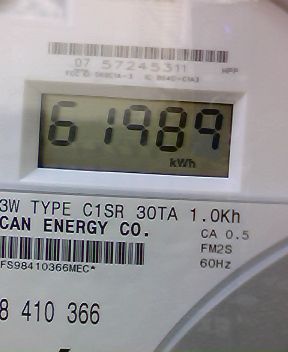 07 57245311
61989
kWh
3W TYPE C1SR 30TA 1.0Kh
CAN ENERGY CO.
CA 0.5
FM2S
FS98410366MEC*
60Hz
8 410 366